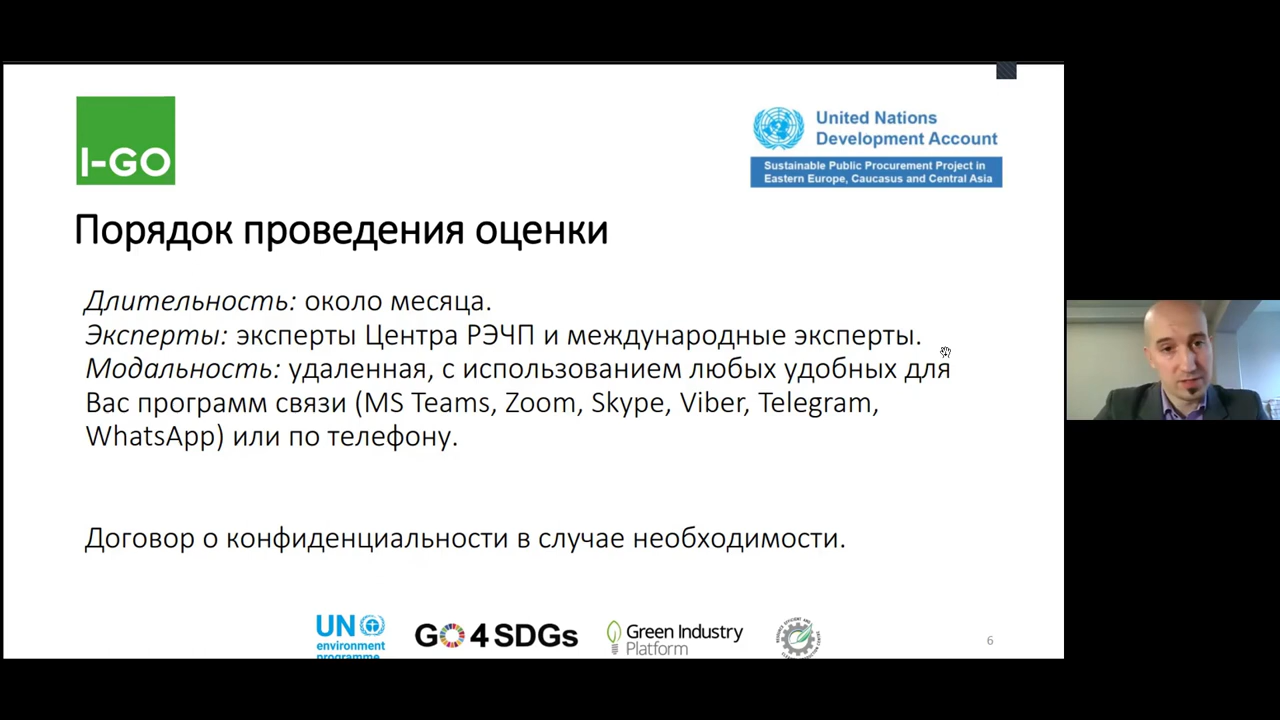 I-GO
United Nations
Development Account
Sustainable Public Procurement Project in
Eastern Europe, Caucasus and Central Asia
Порядок проведения оценки
Длительность: около месяца.
Эксперты: эксперты Центра РЭЧП и международные эксперты.
Модальность: удаленная, с использованием любых удобных для
Вас программ связи (MS Teams, Zoom, Skype, Viber, Telegram,
WhatsApp) или по телефону.
Договор о конфиденциальности в случае необходимости.
UN
environment
programme
GO 4 SDGs
Green Industry
Platform
6